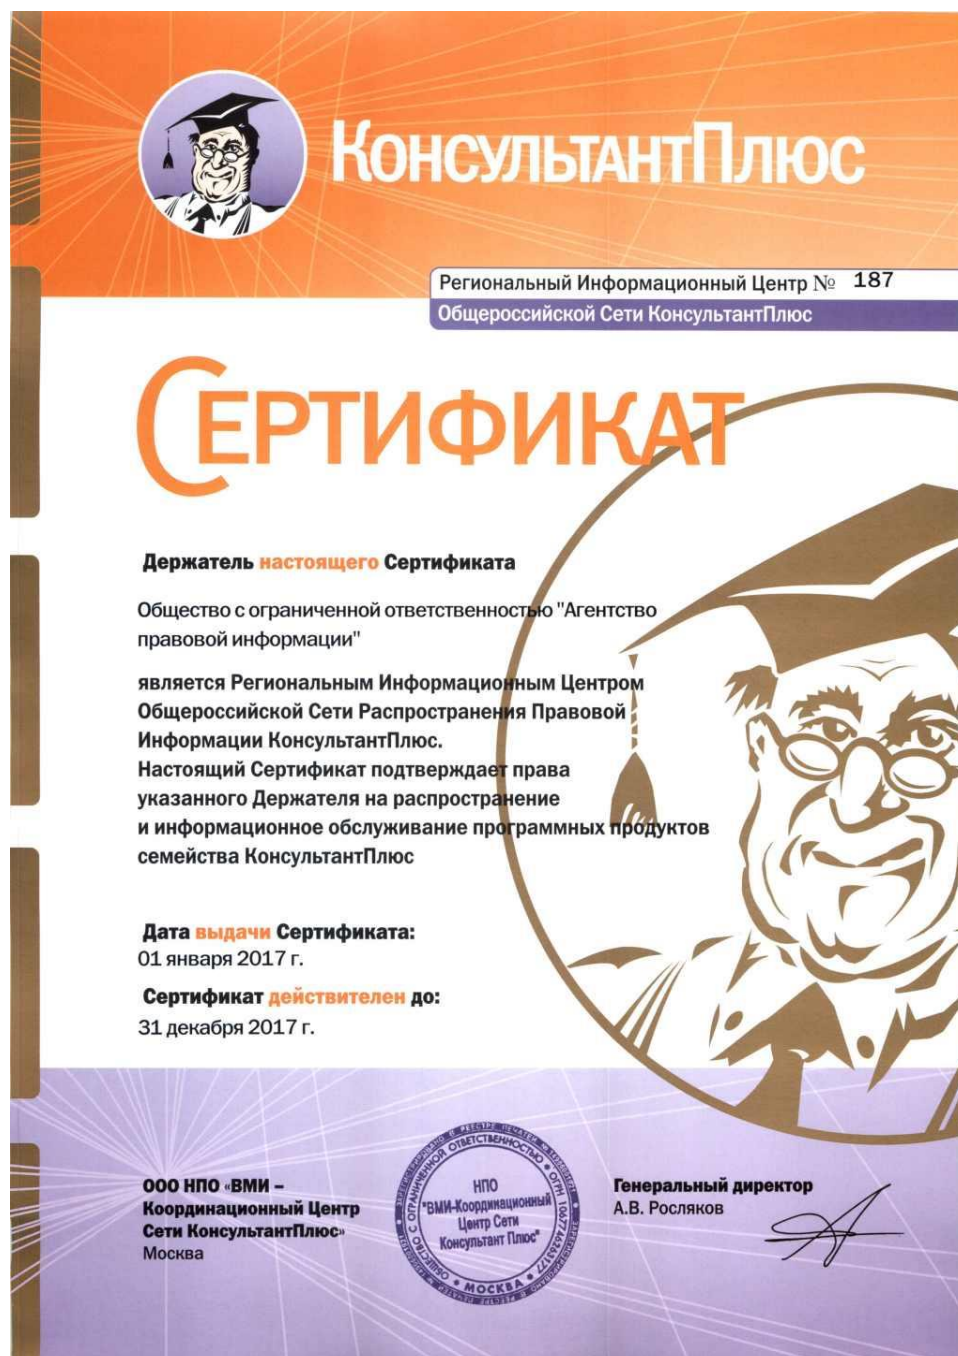 КонсультантПлюс
Региональный Информационный Центр № 187
Общероссийской Сети КонсультантПлюс
Сертификат
Держатель настоящего Сертификата
Общество с ограниченной ответственностью "Агентство
правовой информации"
является Региональным Информационным Центром
Общероссийской Сети Распространения Правовой
Информации КонсультантПлюс.
Настоящий Сертификат подтверждает права
указанного Держателя на распространение
и информационное обслуживание программных продуктов
семейства КонсультантПлюс
Дата выдачи Сертификата:
01 января 2017 г.
Сертификат действителен до:
31 декабря 2017 г.
ООО НПО «ВМИ –
Координационный Центр
Сети КонсультантПлюс»
Москва
ОБЩЕСТВО С ОГРАНИЧЕННОЙ ОТВЕТСТВЕННОСТЬЮ
МОСКВА
НПО
"ВМИ-Координационный
Центр Сети
Консультант Плюс"
Генеральный директор
А.В. Росляков